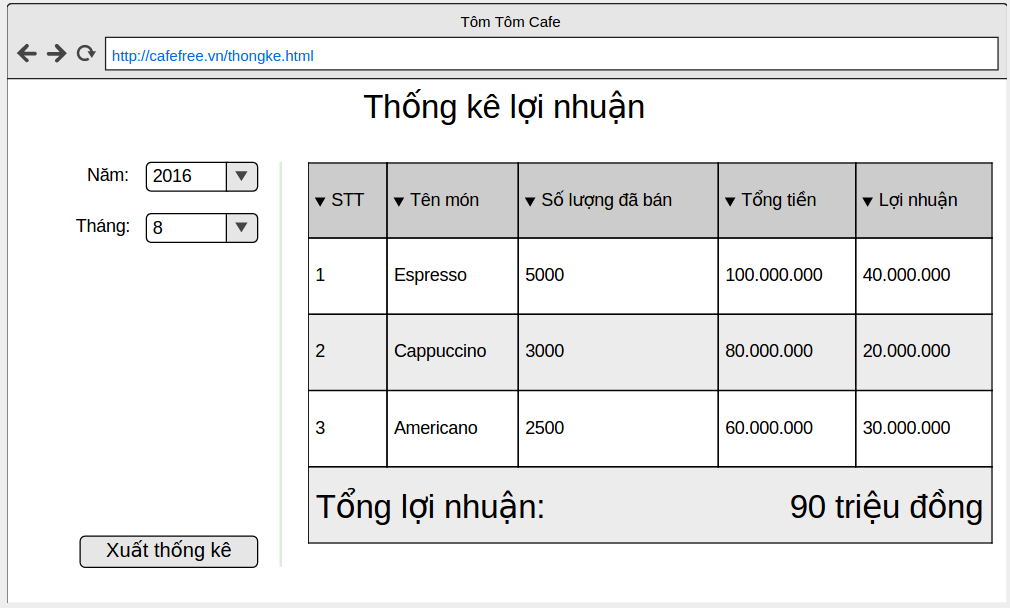 Tôm Tôm Cafe
http://cafefree.vn/thongke.html
Thống kê lợi nhuận
Năm: 2016
Tháng: 8
Xuất thống kê
STT Tên món Số lượng đã bán Tổng tiền Lợi nhuận
1 Espresso 5000 100.000.000 40.000.000
2 Cappuccino 3000 80.000.000 20.000.000
3 Americano 2500 60.000.000 30.000.000
Tổng lợi nhuận: 90 triệu đồng